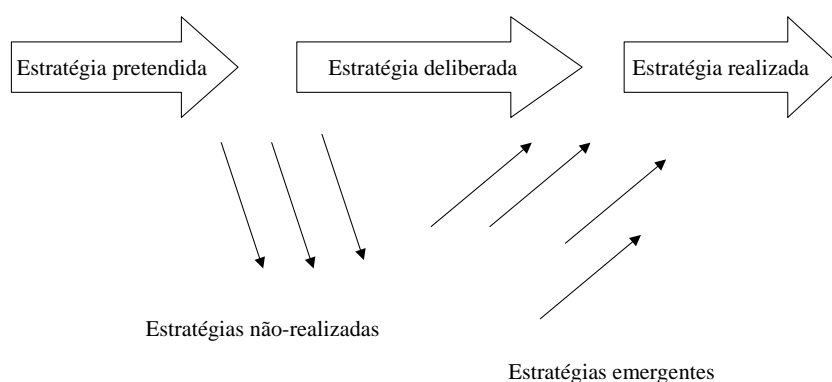 Estratégia pretendida
Estratégia deliberada
Estratégia realizada
Estratégias não-realizadas
Estratégias emergentes